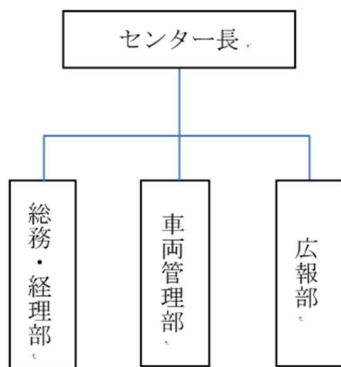 センター長
総務・経理部
車両管理部
広報部